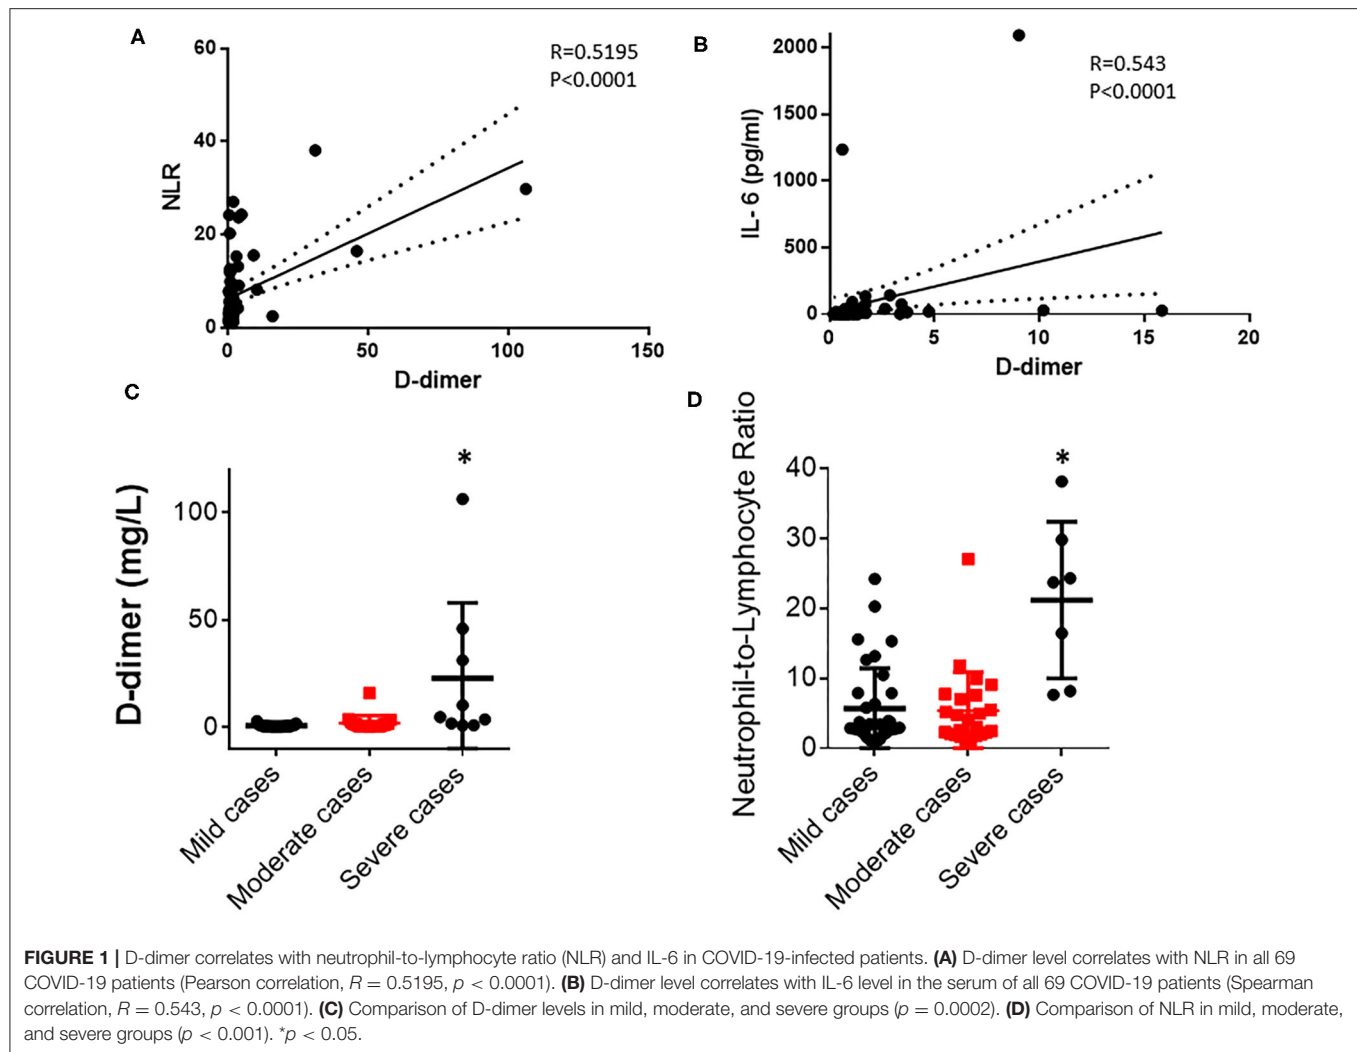 A
60
40
20
0
NLR
R=0.5195
P<0.0001
0
50
100
150
D-dimer
B
2000
1500
1000
500
0
IL-6 (pg/ml)
R=0.543
P<0.0001
0
5
10
15
20
D-dimer
C
D-dimer (mg/L)
100
50
0
*
Mild cases
Moderate cases
Severe cases
D
Neutrophil-to-Lymphocyte Ratio
40
30
20
10
0
*
Mild cases
Moderate cases
Severe cases
FIGURE 1 | D-dimer correlates with neutrophil-to-lymphocyte ratio (NLR) and IL-6 in COVID-19-infected patients. (A) D-dimer level correlates with NLR in all 69
COVID-19 patients (Pearson correlation, R = 0.5195, p < 0.0001). (B) D-dimer level correlates with IL-6 level in the serum of all 69 COVID-19 patients (Spearman
correlation, R = 0.543, p < 0.0001). (C) Comparison of D-dimer levels in mild, moderate, and severe groups (p = 0.0002). (D) Comparison of NLR in mild, moderate,
and severe groups (p < 0.001). *p < 0.05.